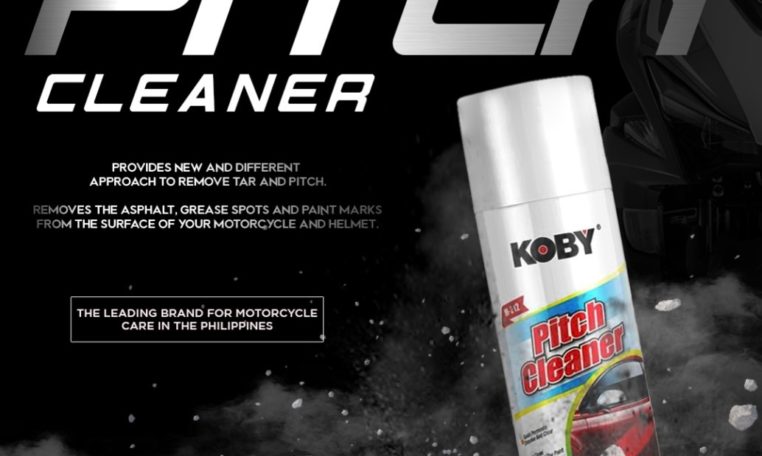 PITCH
CLEANER
PROVIDES NEW AND DIFFERENT
APPROACH TO REMOVE TAR AND PITCH.
REMOVES THE ASPHALT, GREASE SPOTS AND PAINT MARKS
FROM THE SURFACE OF YOUR MOTORCYCLE AND HELMET.
THE LEADING BRAND FOR MOTORCYCLE
CARE IN THE PHILIPPINES
KOBY®
Pitch
Cleaner